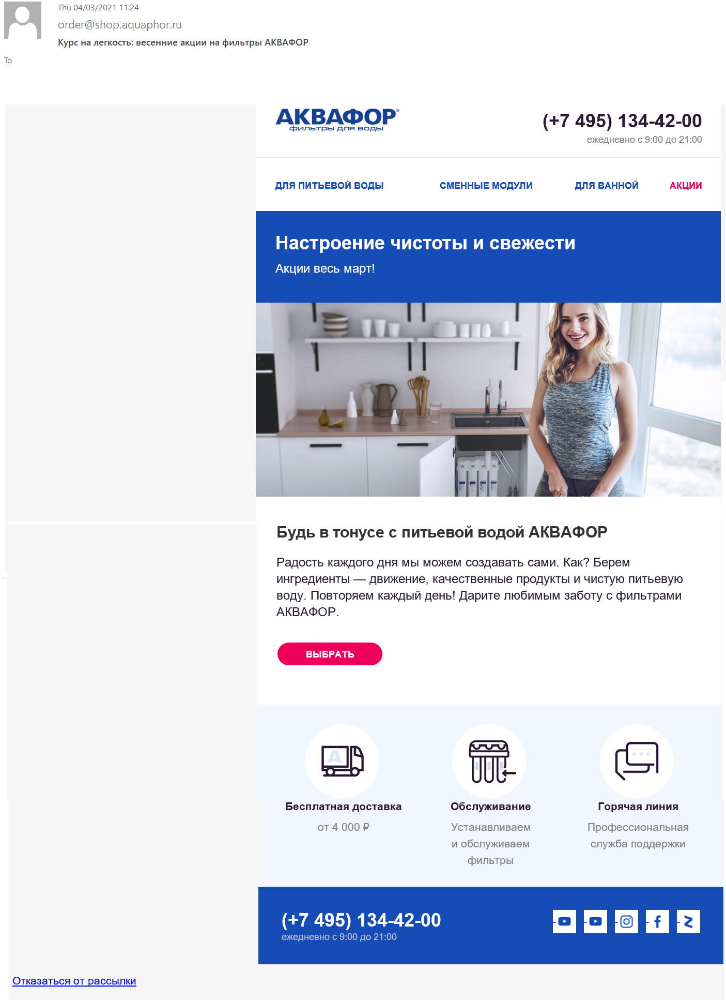 Thu 04/03/2021 11:24
order@shop.aquaphor.ru
Курс на легкость: весенние акции на фильтры АКВАФОР
To
АКВАФОР®
фильтры для воды
(+7 495) 134-42-00
ежедневно с 9:00 до 21:00
ДЛЯ ПИТЬЕВОЙ ВОДЫ СМЕННЫЕ МОДУЛИ ДЛЯ ВАННОЙ АКЦИИ
Настроение чистоты и свежести
Акции весь март!
Будь в тонусе с питьевой водой АКВАФОР
Радость каждого дня мы можем создавать сами. Как? Берем
ингредиенты — движение, качественные продукты и чистую питьевую
воду. Повторяем каждый день! Дарите любимым заботу с фильтрами
АКВАФОР.
ВЫБРАТЬ
A
Бесплатная доставка
от 4 000 ₽
Обслуживание
Устанавливаем
и обслуживаем
фильтры
Горячая линия
Профессиональная
служба поддержки
(+7 495) 134-42-00
ежедневно с 9:00 до 21:00
Отказаться от рассылки